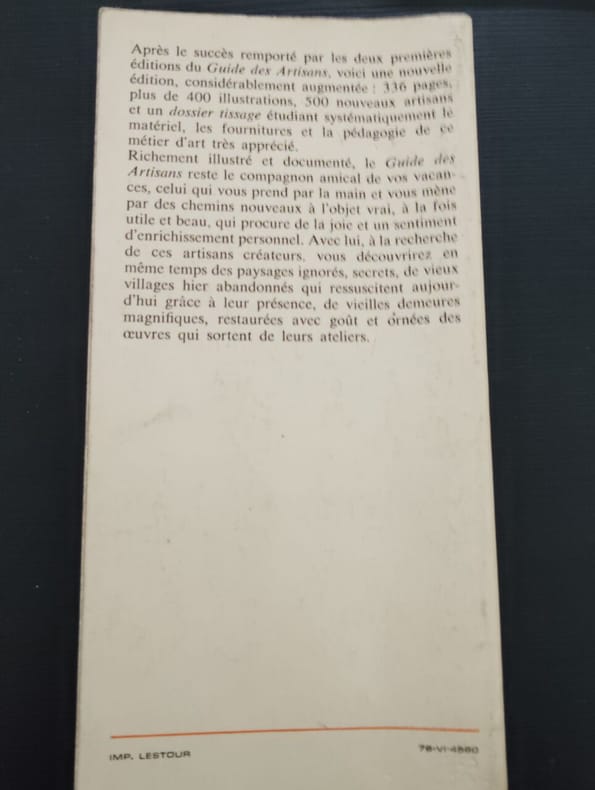 Après le succès remporté par les deux premières
éditions du Guide des Artisans, voici une nouvelle
édition, considérablement augmentée : 336 pages,
plus de 400 illustrations, 500 nouveaux artisans
et un dossier tissage étudiant systématiquement le
matériel, les fournitures et la pédagogie de ce
métier d'art très apprécié.
Richement illustré et documenté, le Guide des
Artisans reste le compagnon amical de vos vacan-
ces, celui qui vous prend par la main et vous mène
par des chemins nouveaux à l'objet vrai, à la fois
utile et beau, qui procure de la joie et un sentiment
d'enrichissement personnel. Avec lui, à la recherche
de ces artisans créateurs, vous découvrirez en
même temps des paysages ignorés, secrets, de vieux
villages hier abandonnés qui ressuscitent aujour-
d'hui grâce à leur présence, de vieilles demeures
magnifiques, restaurées avec goût et ornées des
œuvres qui sortent de leurs ateliers.
IMP. LESTOUR
78-VI-4560